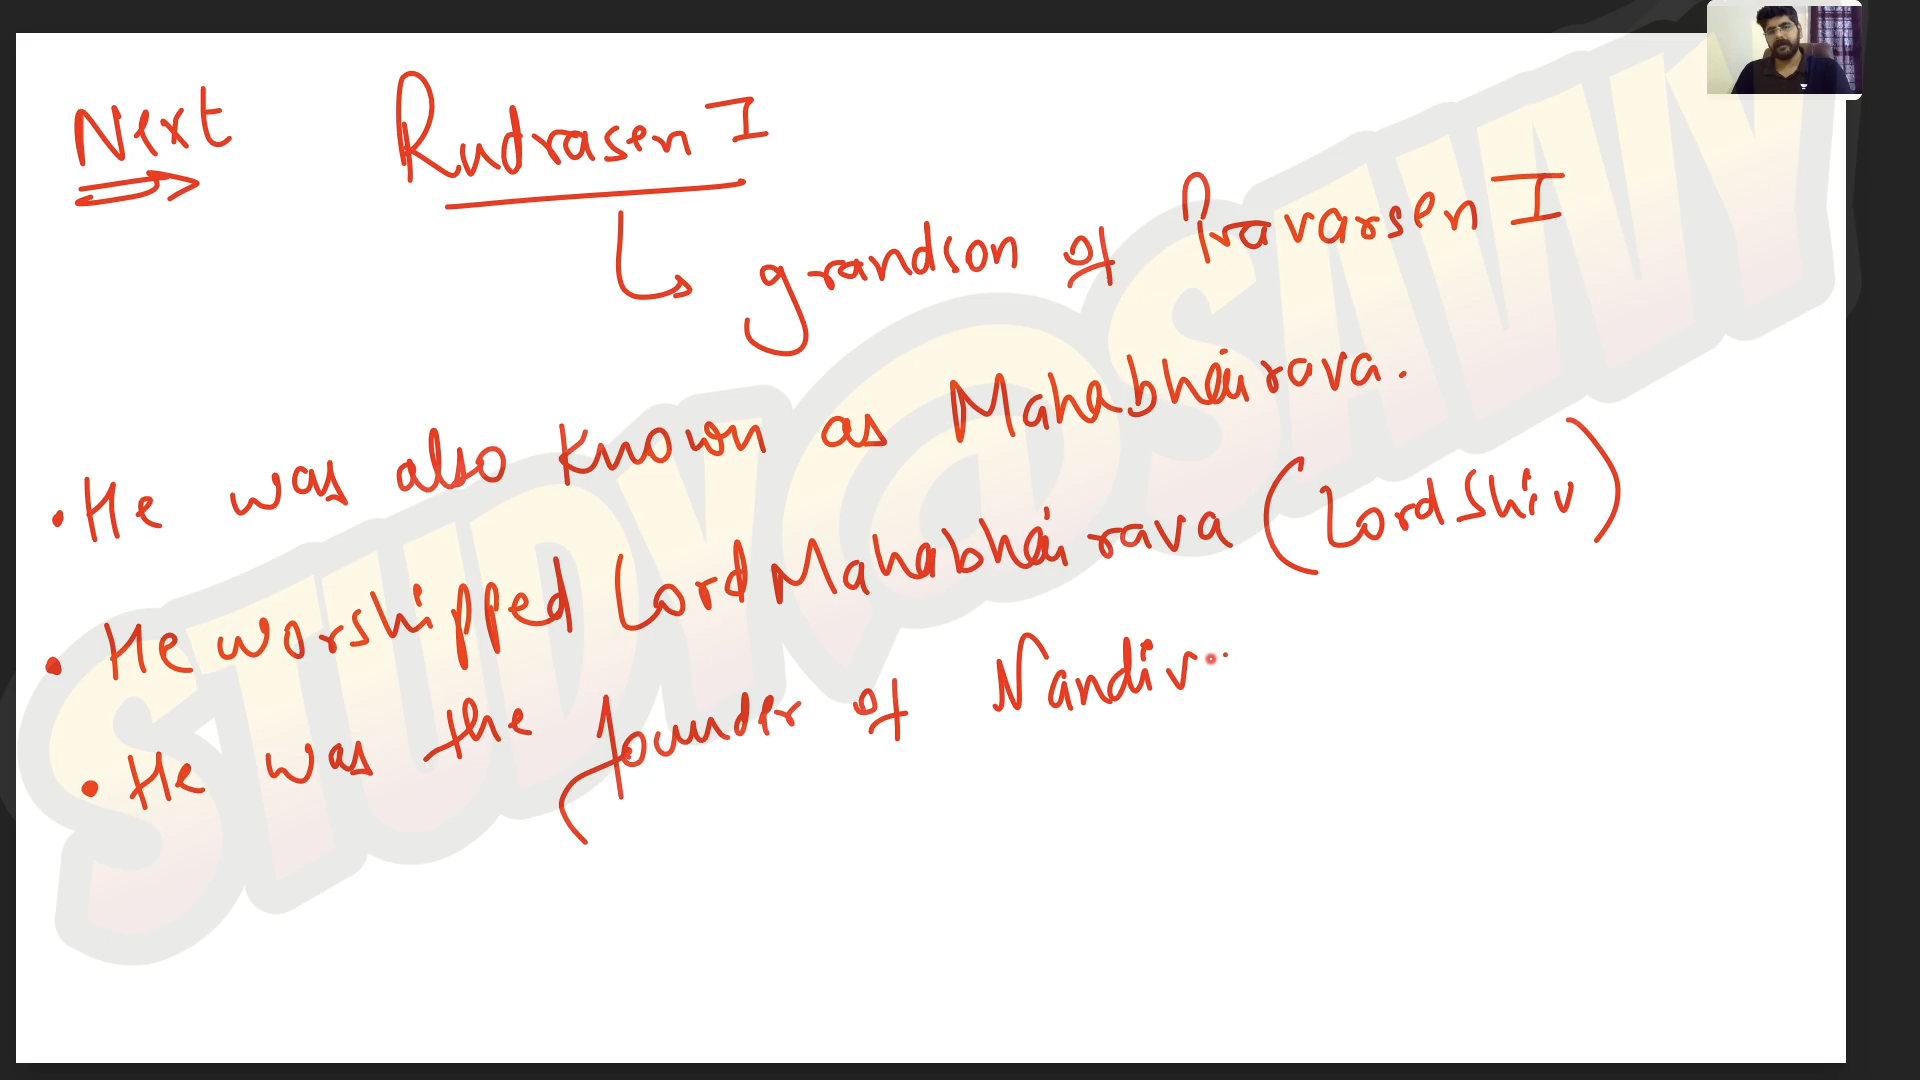 Next Rudrasen I
grandson of Pravarsen I
• He was also known as Mahabhairava.
• He worshipped Lord Mahabhairava (Lord Shiv)
• He was the founder of Nandiv
STUDY@SAVVY